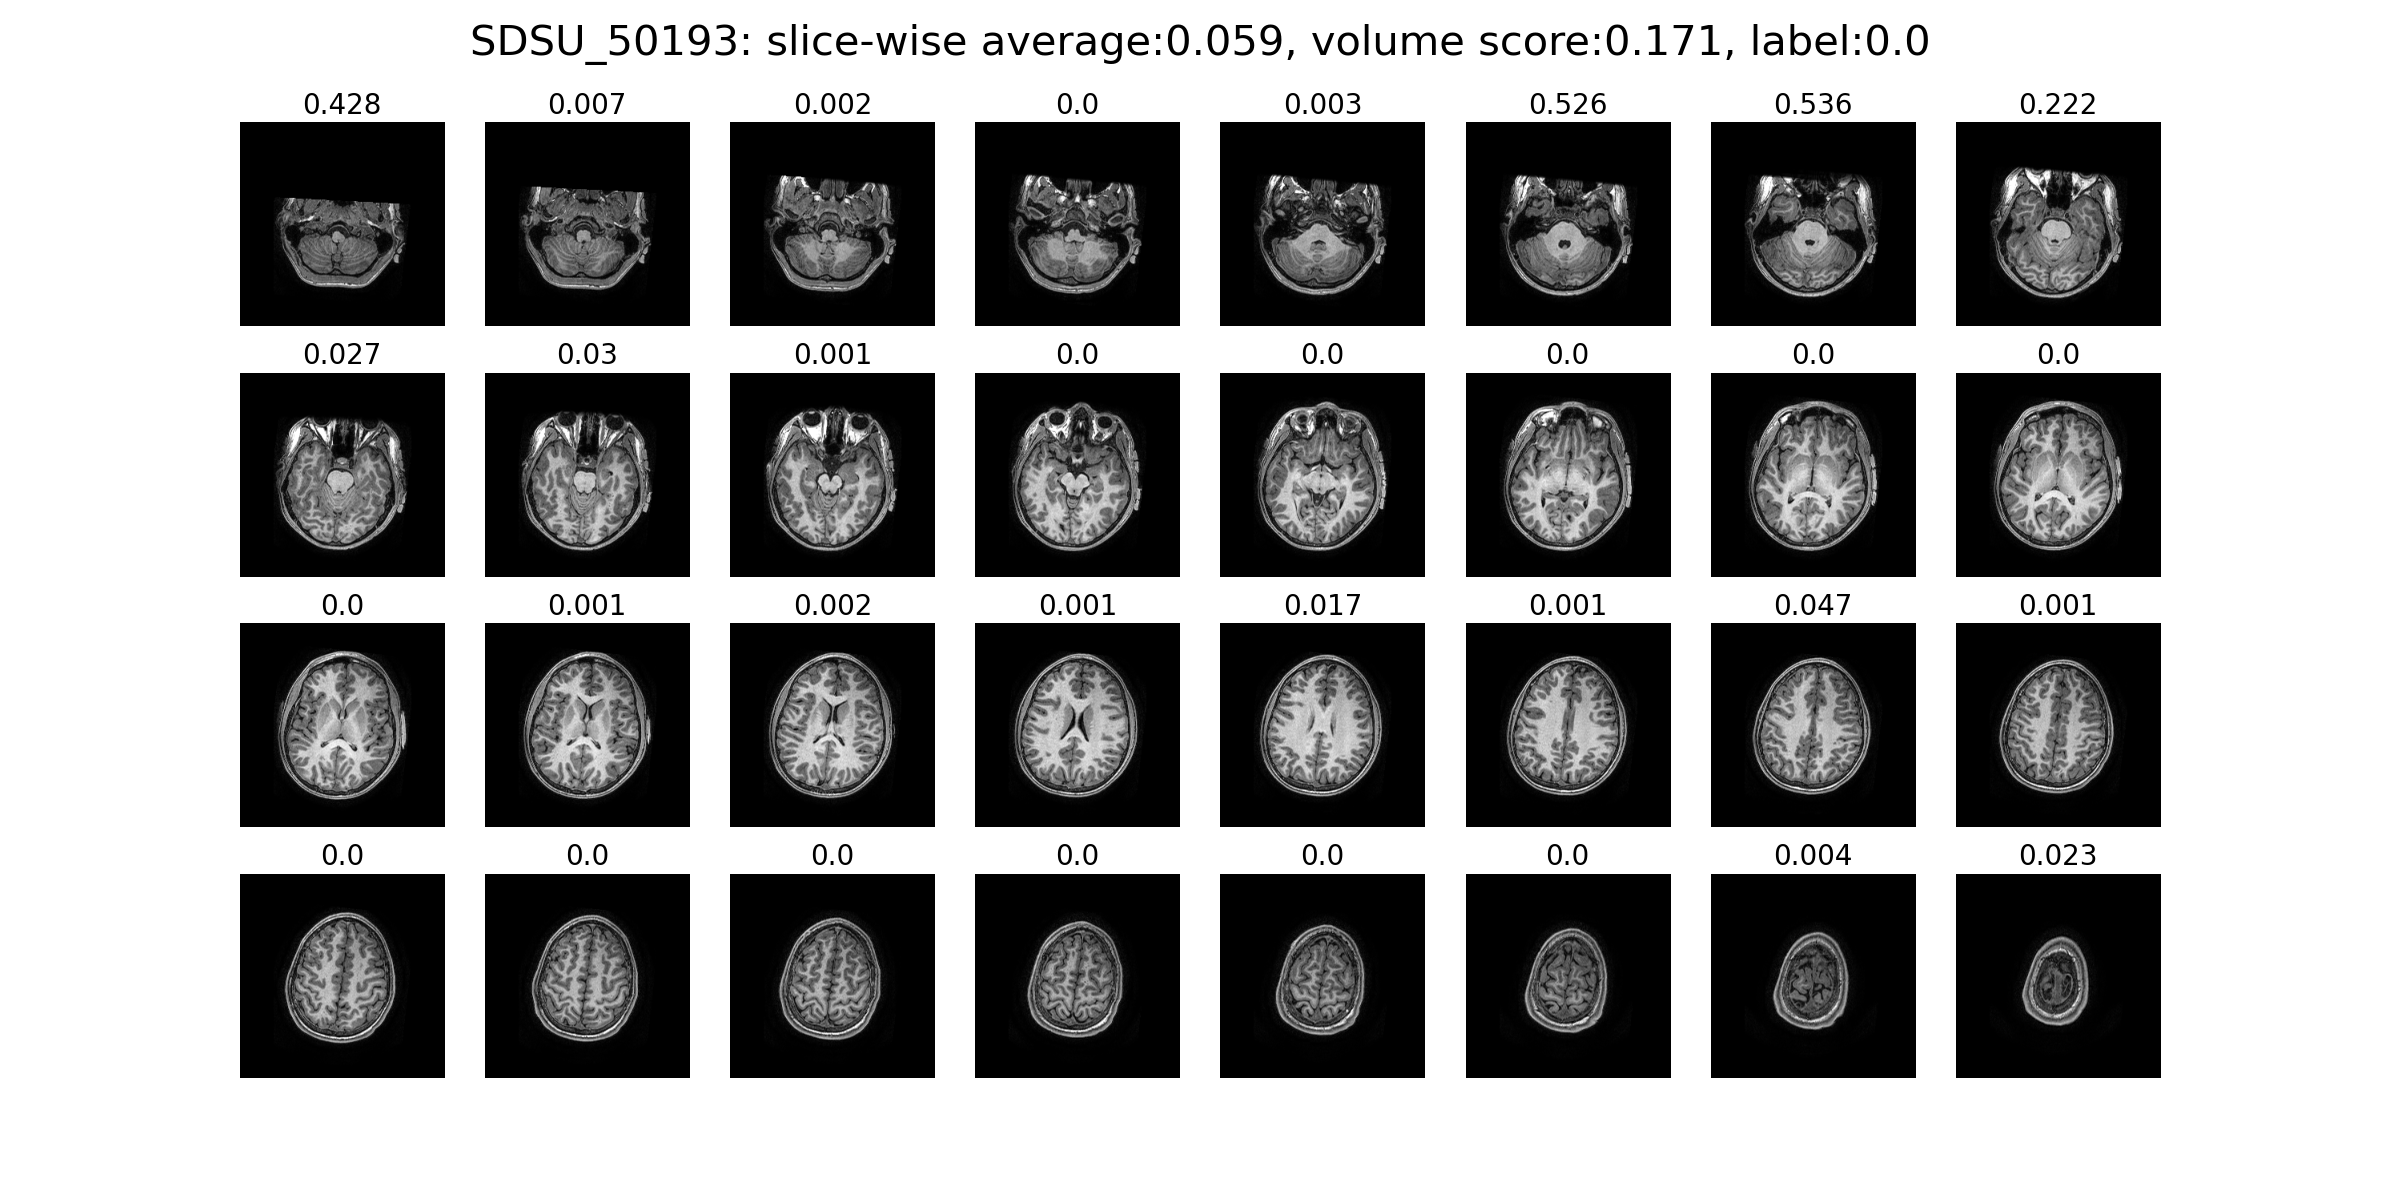 SDSU_50193: slice-wise average:0.059, volume score:0.171, label:0.0
0.428 0.007 0.002 0.0 0.003 0.526 0.536 0.222
0.027 0.03 0.001 0.0 0.0 0.0 0.0 0.0
0.0 0.001 0.002 0.001 0.017 0.001 0.047 0.001
0.0 0.0 0.0 0.0 0.0 0.0 0.004 0.023